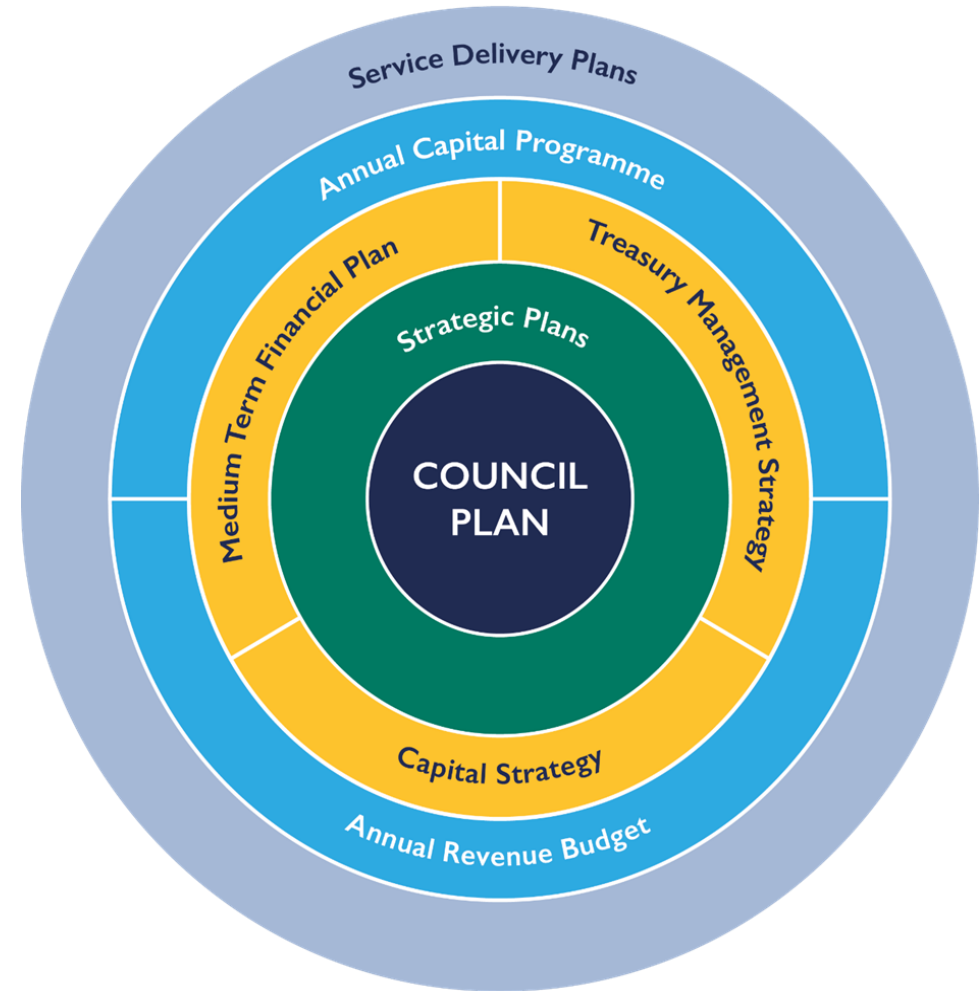 Service Delivery Plans
Annual Capital Programme
Medium Term Financial Plan
Treasury Management Strategy
Strategic Plans
COUNCIL
PLAN
Capital Strategy
Annual Revenue Budget